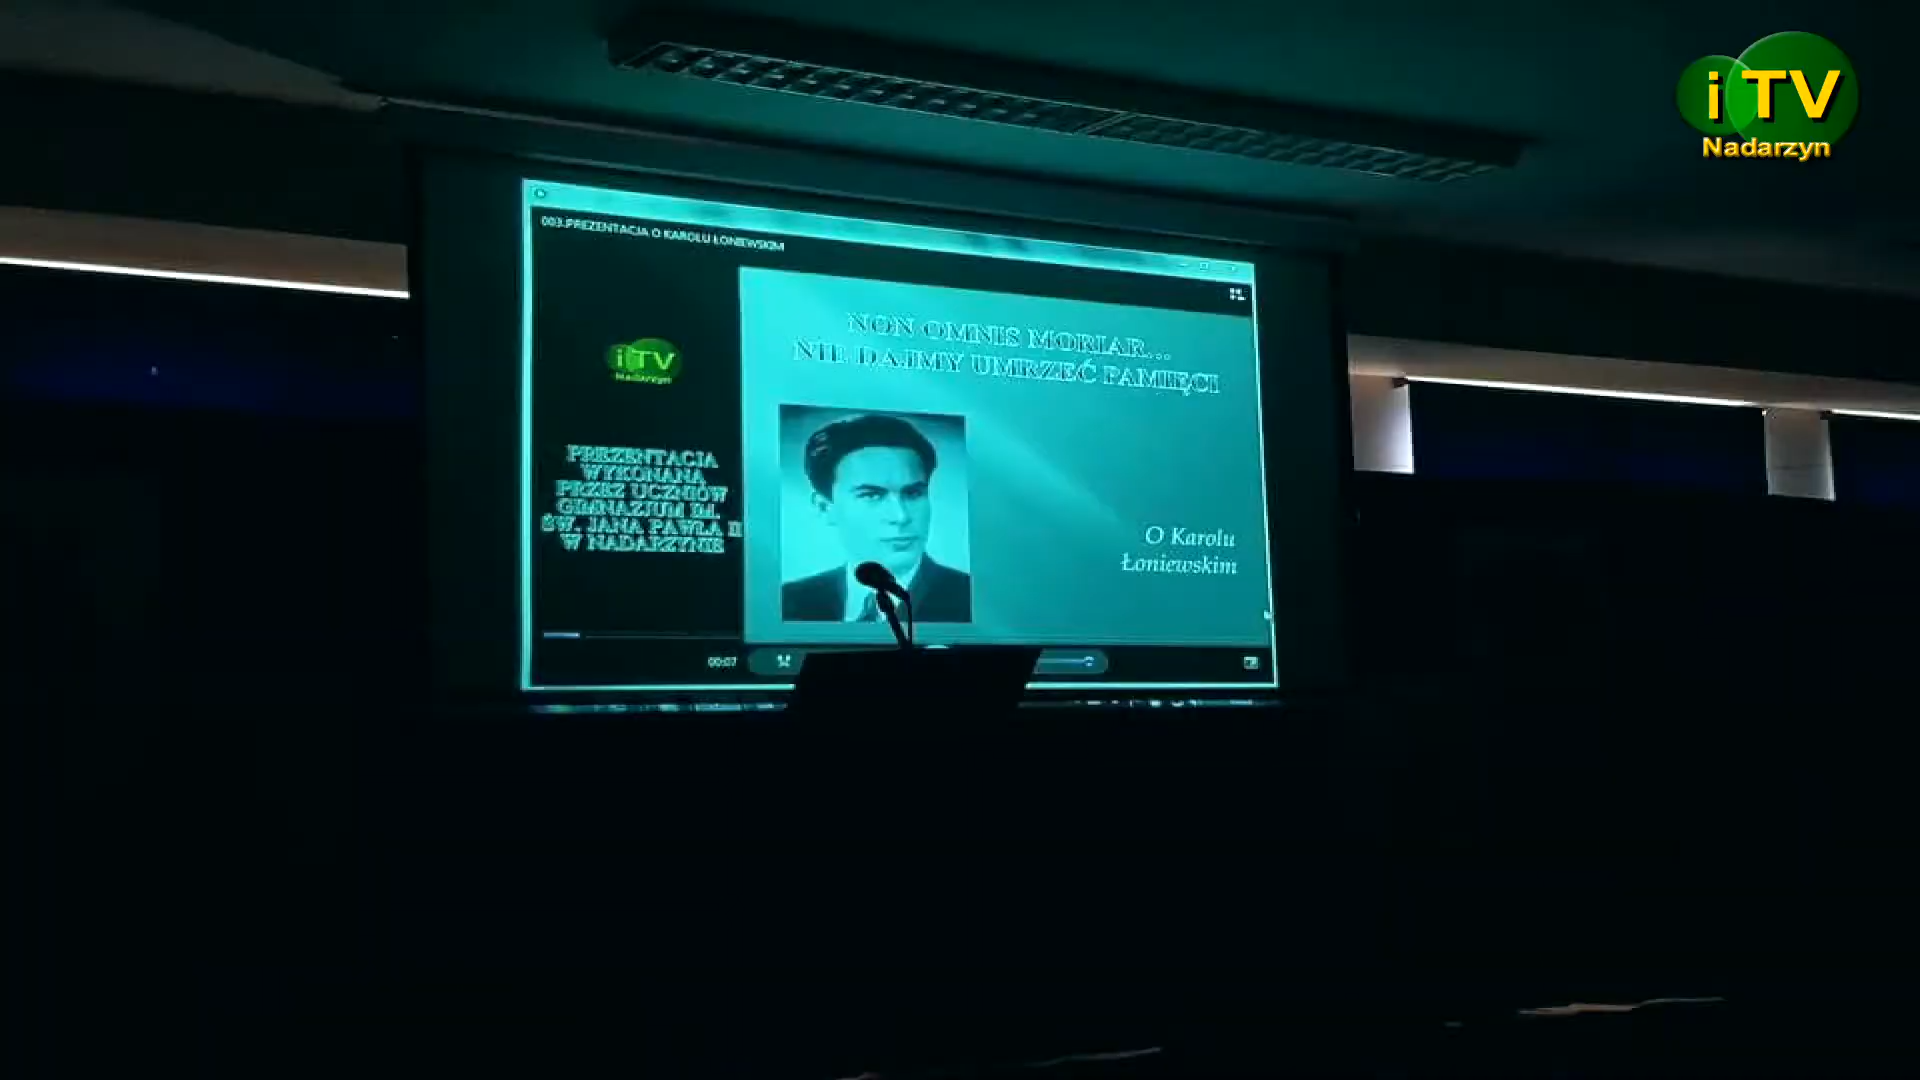 iTV
Nadarzyn
003.PREZENTACJA O KAROLU ŁONIEWSKIM
NON OMNIS MORIAR...
NIE DAJMY UMRZEĆ PAMIĘCI
iTV
Nadarzyn
PREZENTACJA
WYKONANA
PRZEZ UCZNIÓW
GIMNAZJUM IM.
ŚW. JANA PAWŁA II
W NADARZYNIE
O Karolu
Łoniewskim
00:07